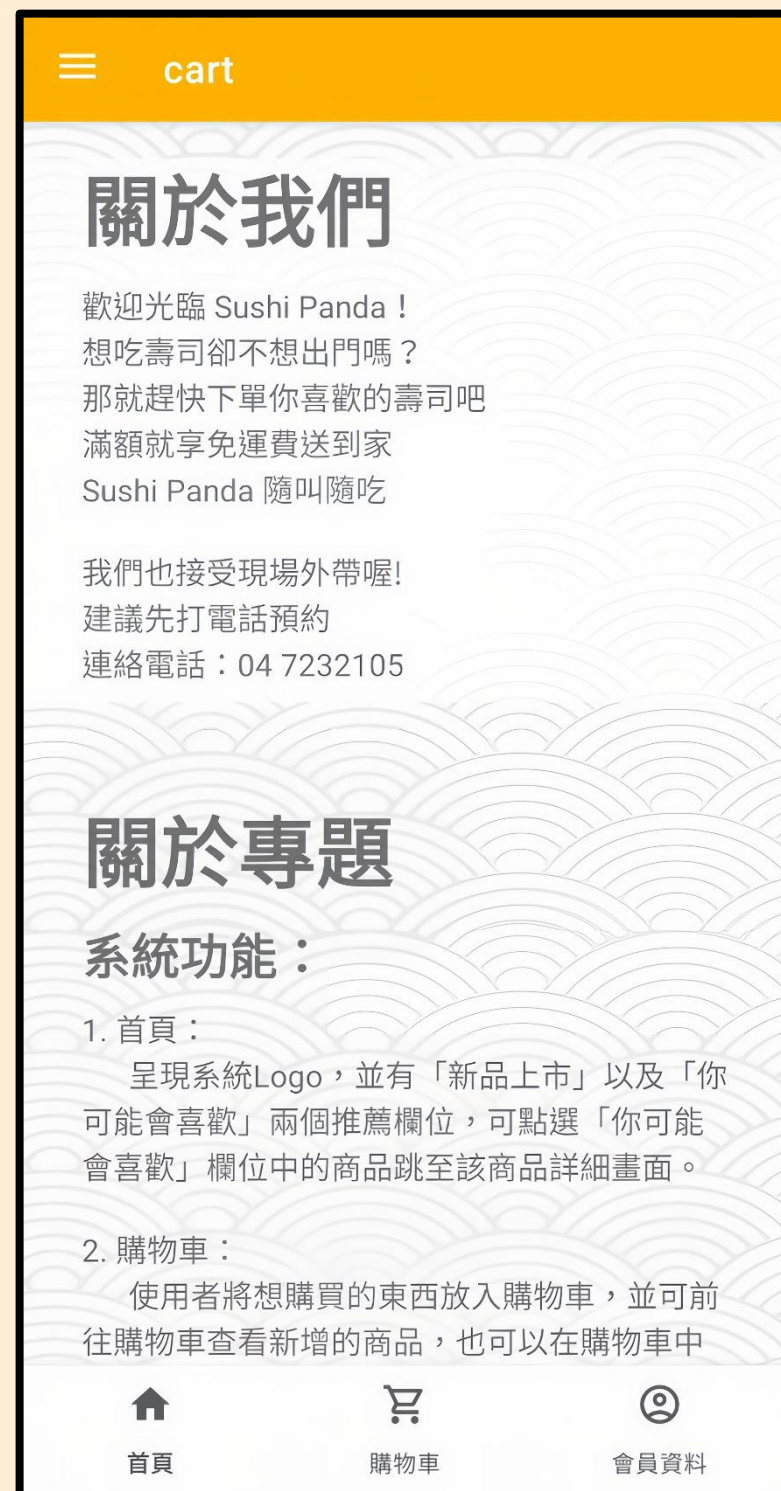 cart
關於我們
歡迎光臨 Sushi Panda！
想吃壽司卻不想出門嗎？
那就趕快下單你喜歡的壽司吧
滿額就享免運費送到家
Sushi Panda 隨叫隨吃
我們也接受現場外帶喔!
建議先打電話預約
連絡電話：04 7232105
關於專題
系統功能：
1. 首頁：
呈現系統Logo，並有「新品上市」以及「你
可能會喜歡」兩個推薦欄位，可點選「你可能
會喜歡」欄位中的商品跳至該商品詳細畫面。
2. 購物車：
使用者將想購買的東西放入購物車，並可前
往購物車查看新增的商品，也可以在購物車中
首頁
購物車
會員資料